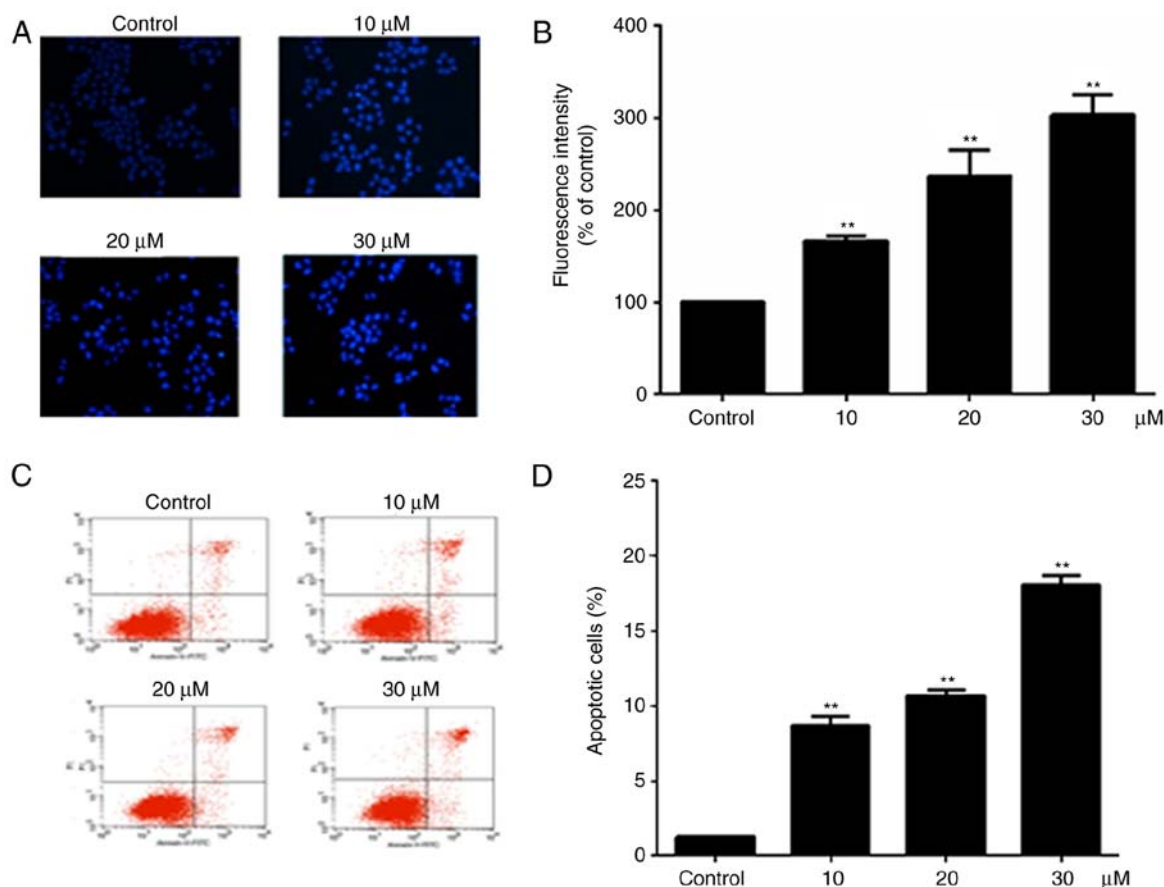 A
Control
10 μM
20 μM
30 μM
B
Fluorescence intensity
(% of control)
400
300
200
100
0
**
**
**
Control
10
20
30
μM
C
Control
10 μM
20 μM
30 μM
D
Apoptotic cells (%)
25
20
15
10
5
0
**
**
**
Control
10
20
30
μM